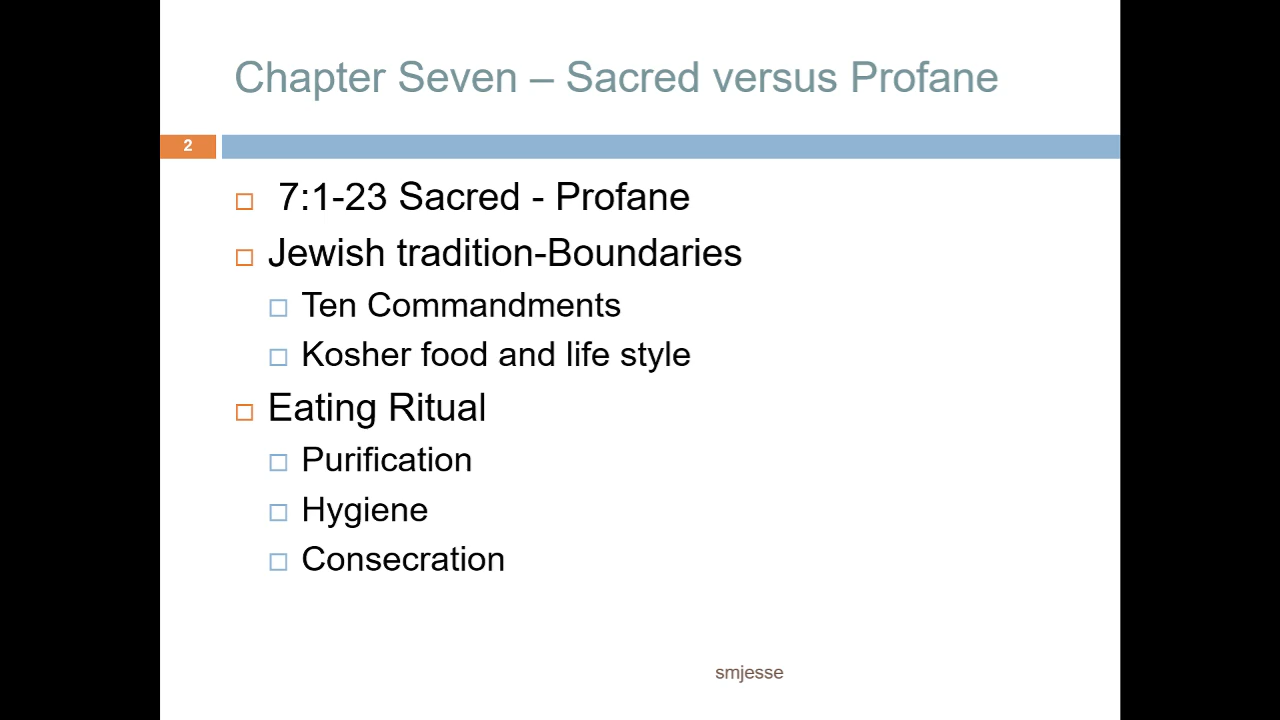 Chapter Seven – Sacred versus Profane
2
7:1-23 Sacred - Profane
Jewish tradition-Boundaries
Ten Commandments
Kosher food and life style
Eating Ritual
Purification
Hygiene
Consecration
smjesse